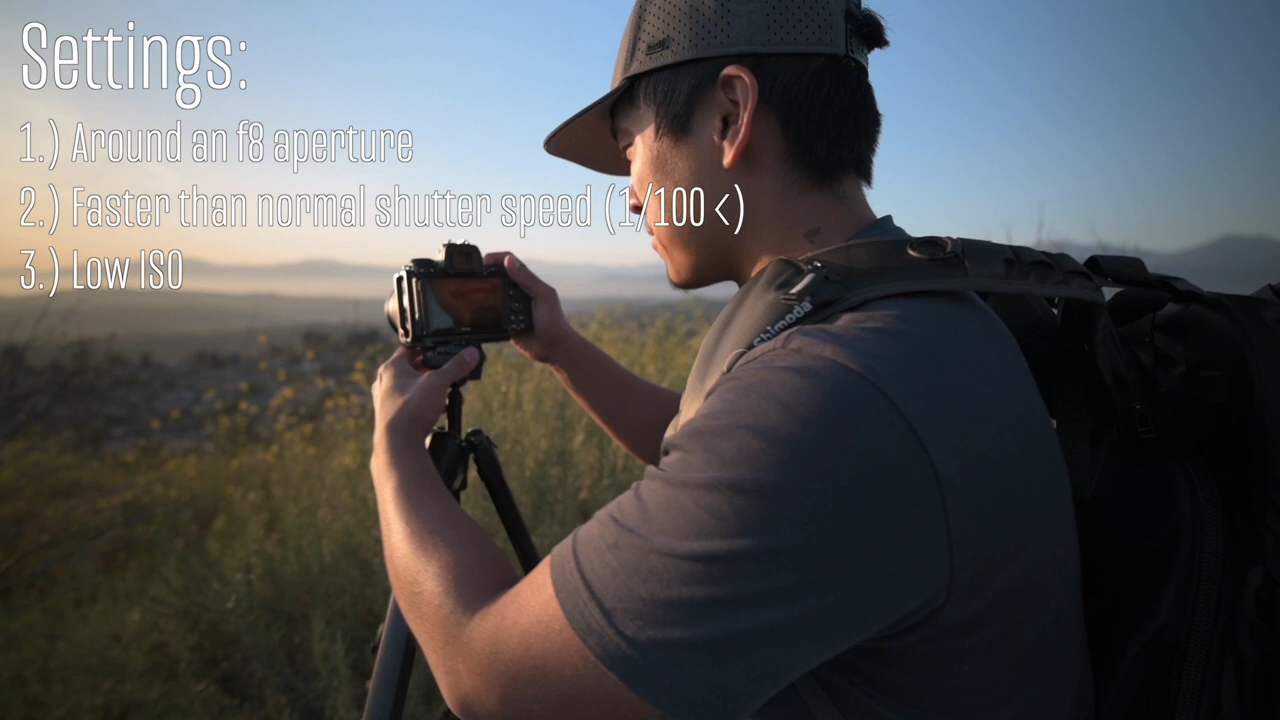 Settings:
1.) Around an f8 aperture
2.) Faster than normal shutter speed (1/100 <)
3.) Low ISO
Shimoda